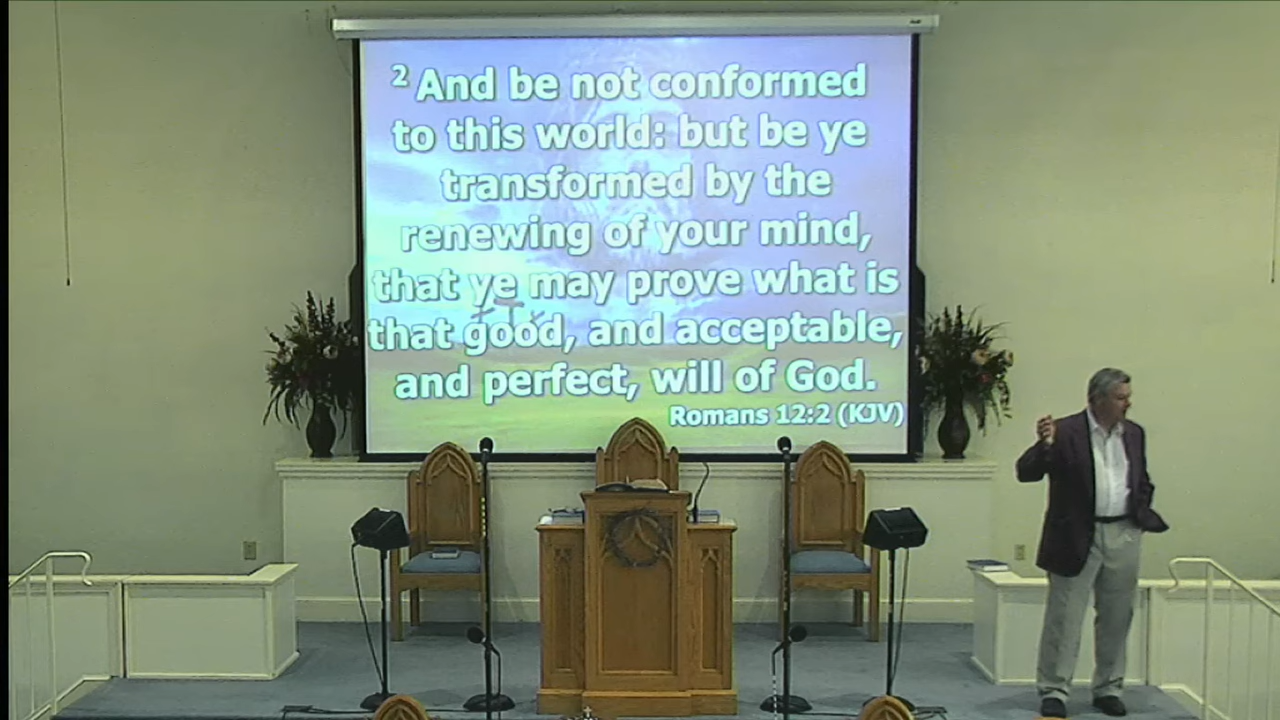 2 And be not conformed
to this world: but be ye
transformed by the
renewing of your mind,
that ye may prove what is
that good, and acceptable,
and perfect, will of God.
Romans 12:2 (KJV)